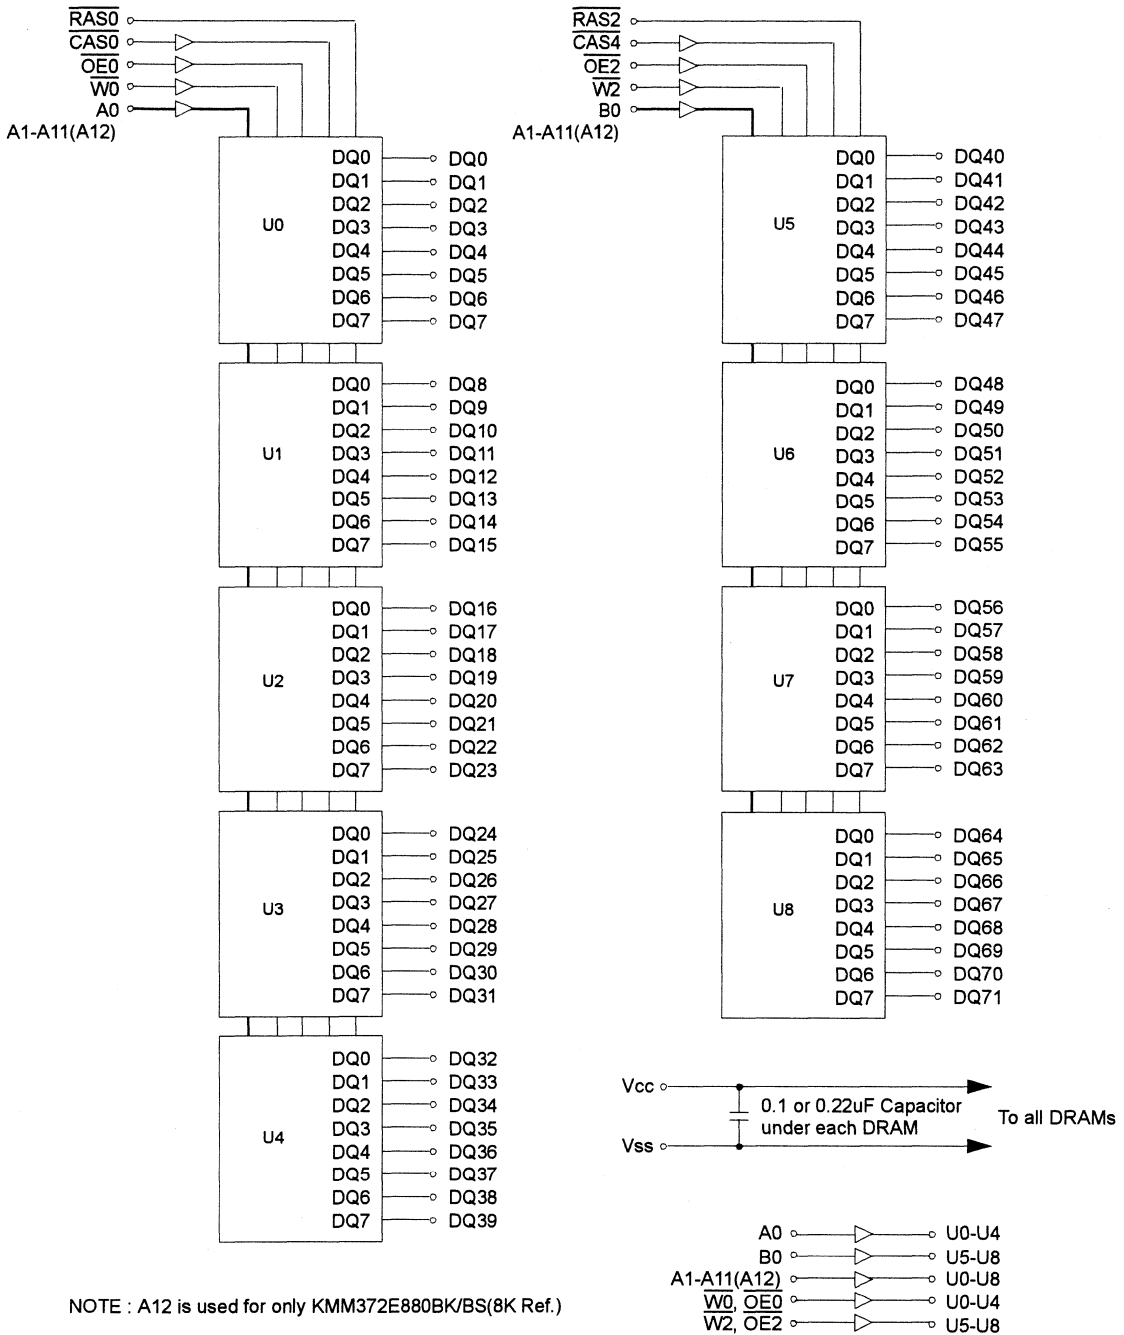 RAS0
CAS0
OE0
W0
A0
A1-A11(A12)
U0
DQ0 DQ0
DQ1 DQ1
DQ2 DQ2
DQ3 DQ3
DQ4 DQ4
DQ5 DQ5
DQ6 DQ6
DQ7 DQ7
U1
DQ0 DQ8
DQ1 DQ9
DQ2 DQ10
DQ3 DQ11
DQ4 DQ12
DQ5 DQ13
DQ6 DQ14
DQ7 DQ15
U2
DQ0 DQ16
DQ1 DQ17
DQ2 DQ18
DQ3 DQ19
DQ4 DQ20
DQ5 DQ21
DQ6 DQ22
DQ7 DQ23
U3
DQ0 DQ24
DQ1 DQ25
DQ2 DQ26
DQ3 DQ27
DQ4 DQ28
DQ5 DQ29
DQ6 DQ30
DQ7 DQ31
U4
DQ0 DQ32
DQ1 DQ33
DQ2 DQ34
DQ3 DQ35
DQ4 DQ36
DQ5 DQ37
DQ6 DQ38
DQ7 DQ39
RAS2
CAS4
OE2
W2
B0
A1-A11(A12)
U5
DQ0 DQ40
DQ1 DQ41
DQ2 DQ42
DQ3 DQ43
DQ4 DQ44
DQ5 DQ45
DQ6 DQ46
DQ7 DQ47
U6
DQ0 DQ48
DQ1 DQ49
DQ2 DQ50
DQ3 DQ51
DQ4 DQ52
DQ5 DQ53
DQ6 DQ54
DQ7 DQ55
U7
DQ0 DQ56
DQ1 DQ57
DQ2 DQ58
DQ3 DQ59
DQ4 DQ60
DQ5 DQ61
DQ6 DQ62
DQ7 DQ63
U8
DQ0 DQ64
DQ1 DQ65
DQ2 DQ66
DQ3 DQ67
DQ4 DQ68
DQ5 DQ69
DQ6 DQ70
DQ7 DQ71
Vcc
0.1 or 0.22uF Capacitor
under each DRAM
To all DRAMs
Vss
A0 U0-U4
B0 U5-U8
A1-A11(A12) U0-U8
W0, OE0 U0-U4
W2, OE2 U5-U8
NOTE : A12 is used for only KMM372E880BK/BS(8K Ref.)